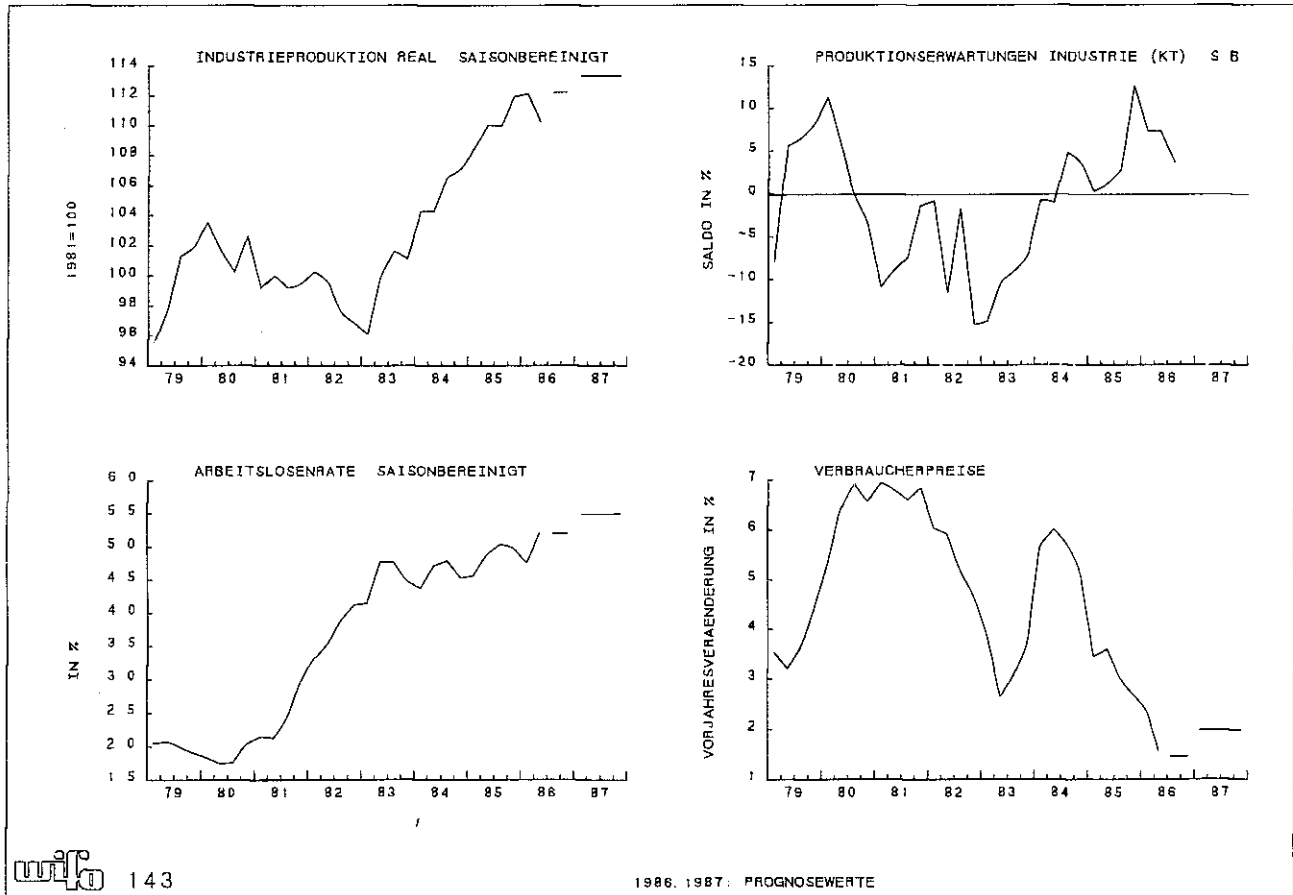 INDUSTRIEPRODUKTION REAL SAISONBEREINIGT
1981=100
114
112
110
108
106
104
102
100
98
96
94
79 80 81 82 83 84 85 86 87
PRODUKTIONSERWARTUNGEN INDUSTRIE (KT) S B
SALDO IN %
15
10
5
0
-5
-10
-15
-20
79 80 81 82 83 84 85 86 87
ARBEITSLOSENRATE SAISONBEREINIGT
IN %
6 0
5 5
5 0
4 5
4 0
3 5
3 0
2 5
2 0
1 5
79 80 81 82 83 84 85 86 87
VERBRAUCHERPREISE
VORJAHRESVERAENDERUNG IN %
7
6
5
4
3
2
1
79 80 81 82 83 84 85 86 87
wifo 143
1986, 1987: PROGNOSEWERTE